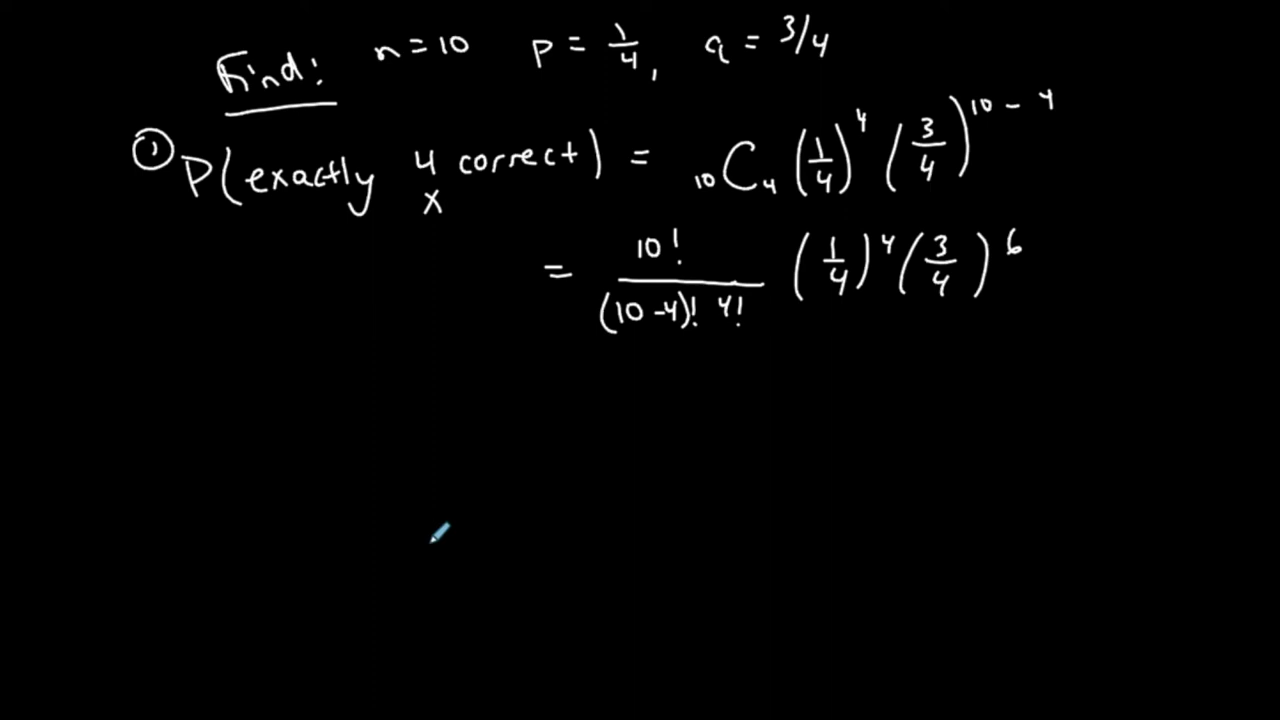 Find: n = 10 p = 1/4, q = 3/4
① P(exactly 4 correct) = ₁₀C₄ (1/4)⁴ (3/4)¹⁰⁻⁴
x
= 10! / (10-4)! 4! (1/4)⁴ (3/4)⁶